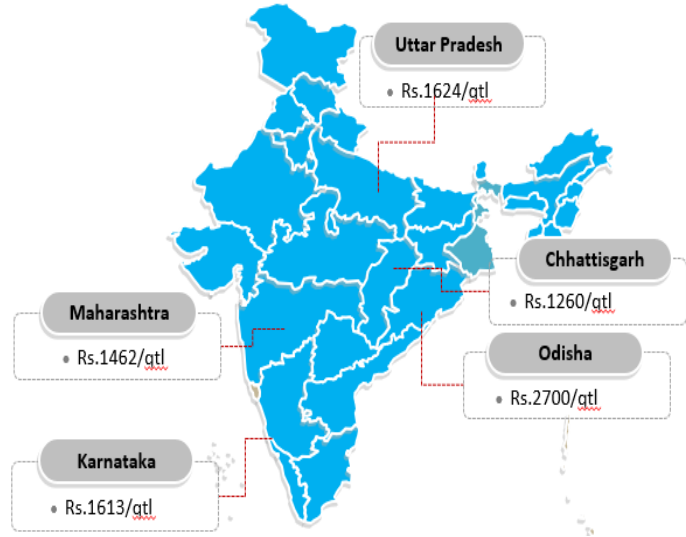 Uttar Pradesh
• Rs.1624/qtl
Chhattisgarh
• Rs.1260/qtl
Maharashtra
• Rs.1462/qtl
Odisha
• Rs.2700/qtl
Karnataka
• Rs.1613/qtl